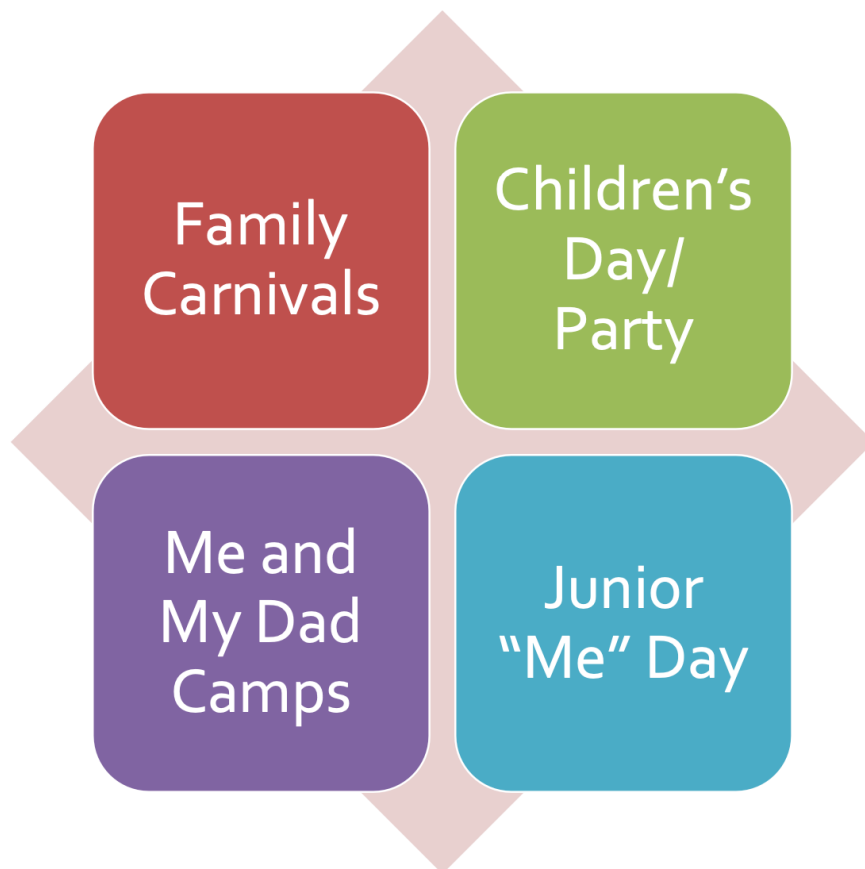 Family
Carnivals
Children’s
Day/
Party
Me and
My Dad
Camps
Junior
“Me” Day